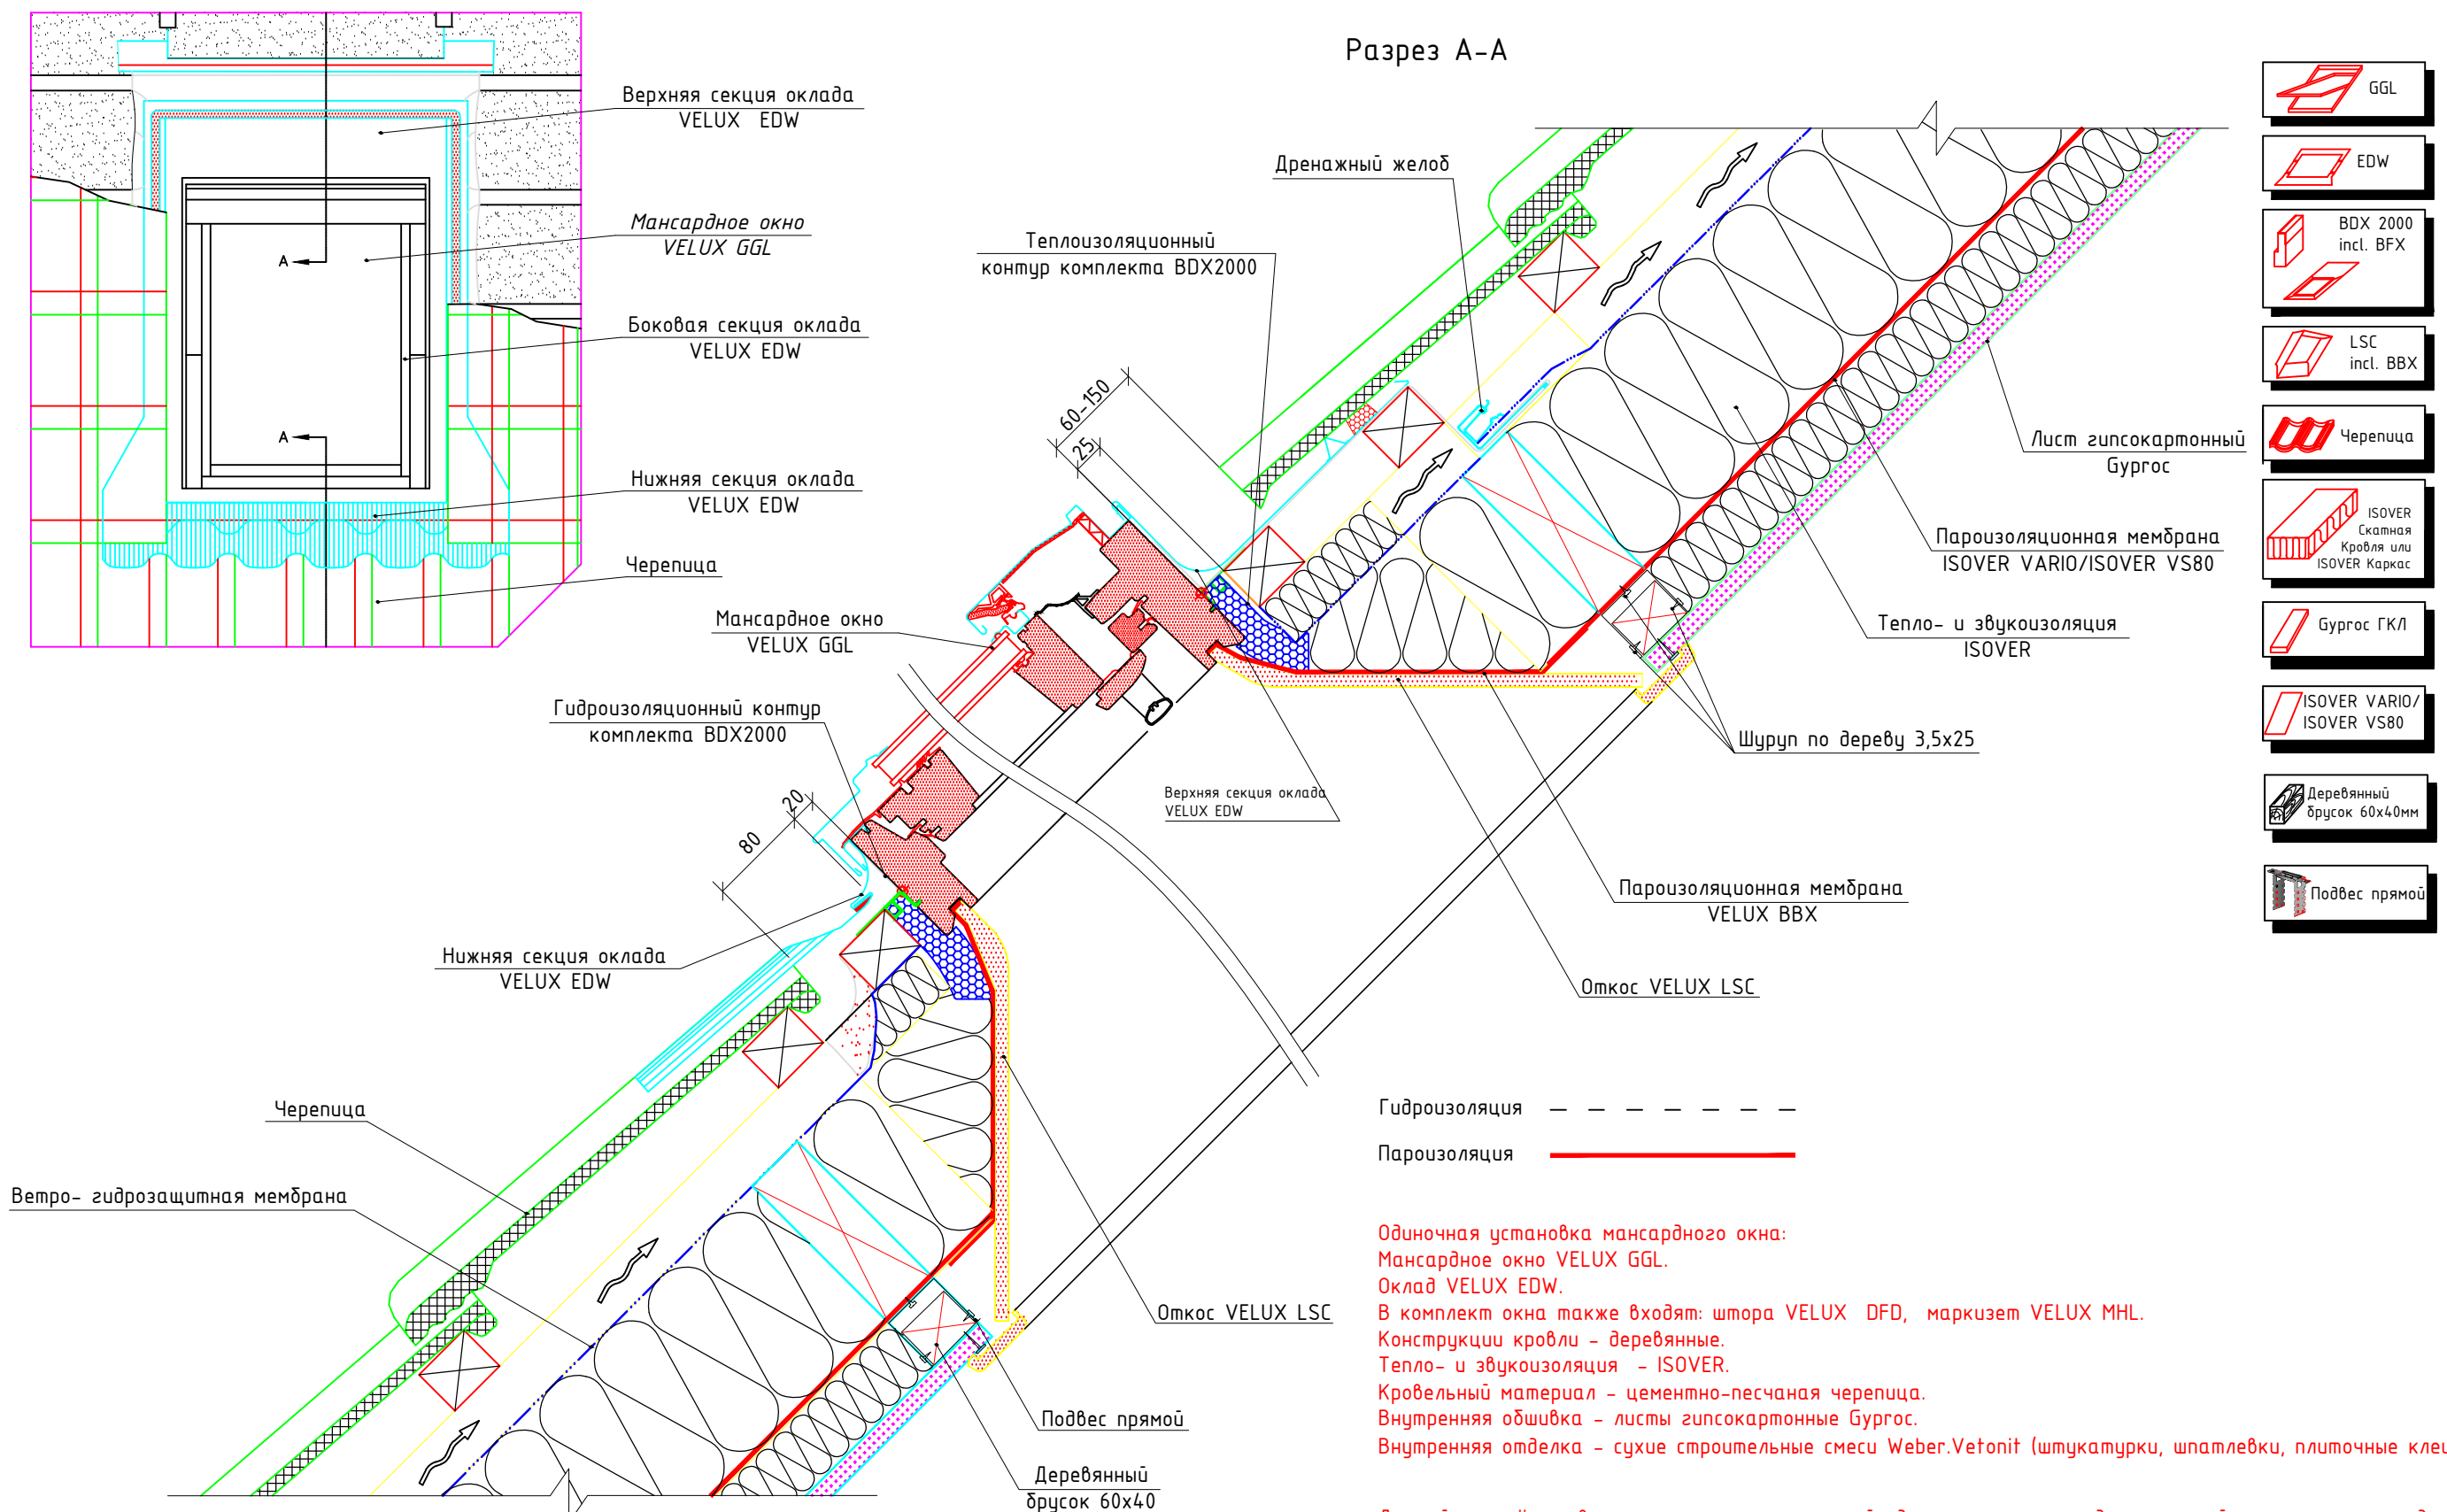 Разрез А-А
Верхняя секция оклада
VELUX EDW
Мансардное окно
VELUX GGL
A
Боковая секция оклада
VELUX EDW
A
Нижняя секция оклада
VELUX EDW
Черепица
Дренажный желоб
Теплоизоляционный
контур комплекта BDX2000
60-150
25
Мансардное окно
VELUX GGL
Гидроизоляционный контур
комплекта BDX2000
20
80
Нижняя секция оклада
VELUX EDW
Черепица
Ветро- гидрозащитная мембрана
Лист гипсокартонный
Gyproc
Пароизоляционная мембрана
ISOVER VARIO/ISOVER VS80
Тепло- и звукоизоляция
ISOVER
Шуруп по дереву 3,5х25
Верхняя секция оклада
VELUX EDW
Пароизоляционная мембрана
VELUX BBX
Откос VELUX LSC
Откос VELUX LSC
Подвес прямой
Деревянный
брусок 60х40
GGL
EDW
BDX 2000
incl. BFX
LSC
incl. BBX
Черепица
ISOVER
Скатная
Кровля или
ISOVER Каркас
Gyproc ГКЛ
ISOVER VARIO/
ISOVER VS80
Деревянный
брусок 60х40мм
Подвес прямой
Гидроизоляция
Пароизоляция
Одиночная установка мансардного окна:
Мансардное окно VELUX GGL.
Оклад VELUX EDW.
В комплект окна также входят: штора VELUX DFD, маркизет VELUX MHL.
Конструкции кровли – деревянные.
Тепло- и звукоизоляция – ISOVER.
Кровельный материал – цементно-песчаная черепица.
Внутренняя обшивка – листы гипсокартонные Gyproc.
Внутренняя отделка – сухие строительные смеси Weber.Vetonit (штукатурки, шпатлевки, плиточные клеи